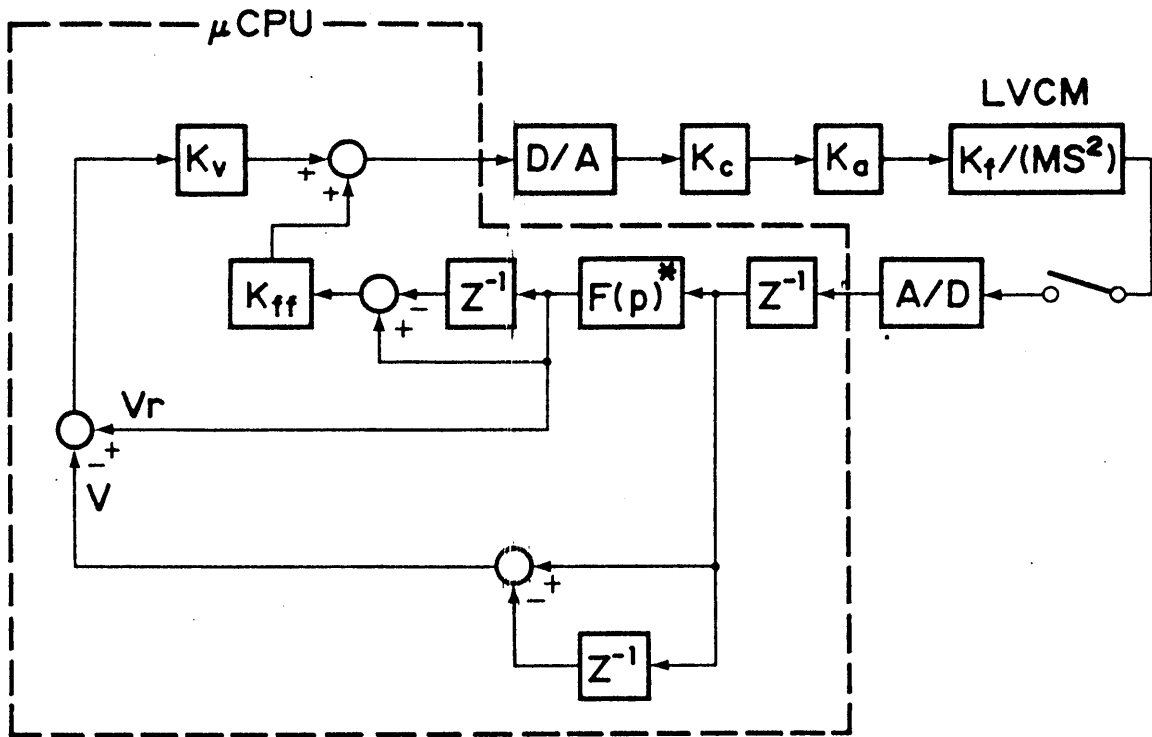 μCPU
LVCM
Kv
+
+
D/A
Kc
Ka
Kf/(MS²)
Kff
+
-
Z⁻¹
F(p)*
Z⁻¹
A/D
Vr
-
+
V
-
+
Z⁻¹